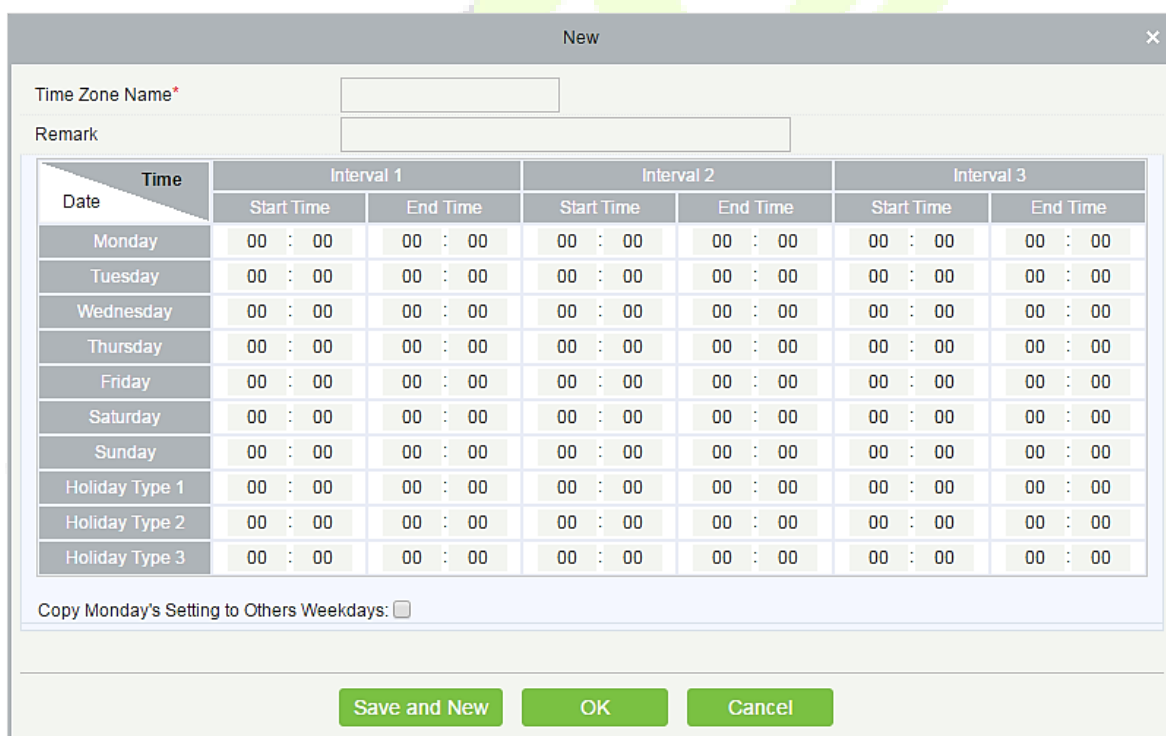 New ×
Time Zone Name*
Remark
Time Interval 1 Interval 2 Interval 3
Date Start Time End Time Start Time End Time Start Time End Time
Monday 00 : 00 00 : 00 00 : 00 00 : 00 00 : 00 00 : 00
Tuesday 00 : 00 00 : 00 00 : 00 00 : 00 00 : 00 00 : 00
Wednesday 00 : 00 00 : 00 00 : 00 00 : 00 00 : 00 00 : 00
Thursday 00 : 00 00 : 00 00 : 00 00 : 00 00 : 00 00 : 00
Friday 00 : 00 00 : 00 00 : 00 00 : 00 00 : 00 00 : 00
Saturday 00 : 00 00 : 00 00 : 00 00 : 00 00 : 00 00 : 00
Sunday 00 : 00 00 : 00 00 : 00 00 : 00 00 : 00 00 : 00
Holiday Type 1 00 : 00 00 : 00 00 : 00 00 : 00 00 : 00 00 : 00
Holiday Type 2 00 : 00 00 : 00 00 : 00 00 : 00 00 : 00 00 : 00
Holiday Type 3 00 : 00 00 : 00 00 : 00 00 : 00 00 : 00 00 : 00
Copy Monday's Setting to Others Weekdays:
Save and New OK Cancel